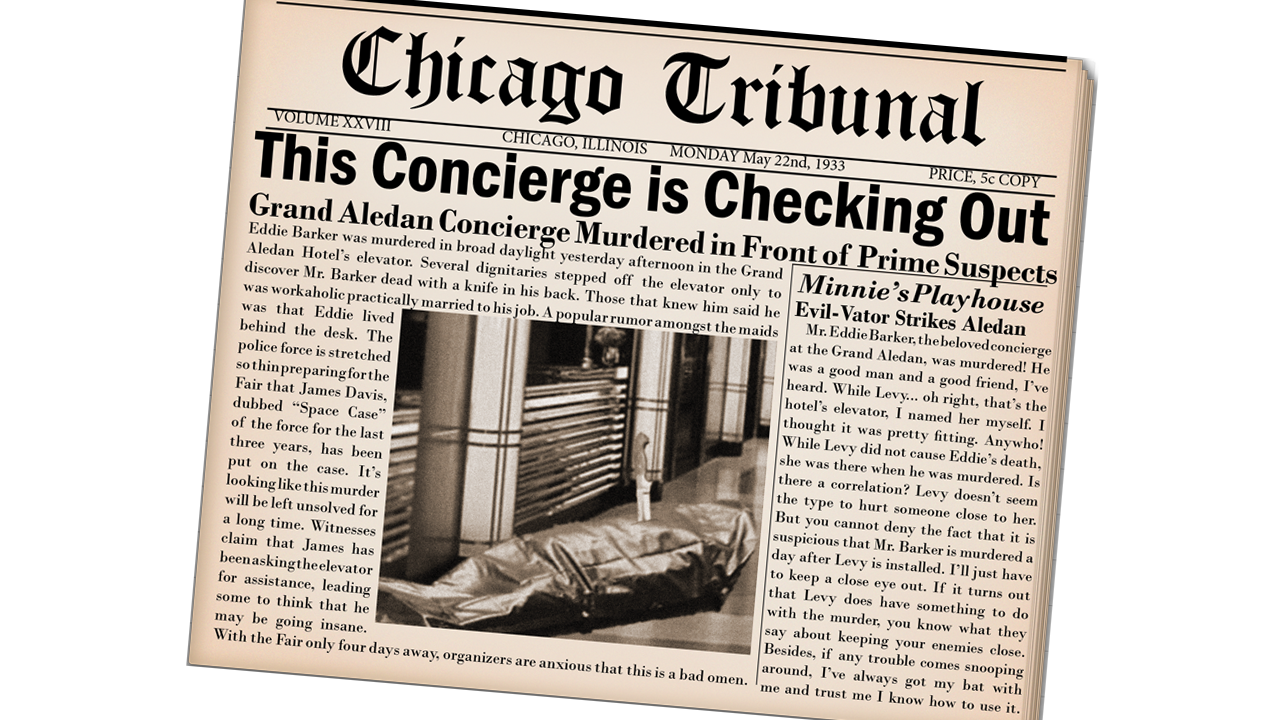 Chicago Tribunal
VOLUME XXVIII
CHICAGO, ILLINOIS MONDAY May 22nd, 1933
PRICE, 5c COPY
This Concierge is Checking Out
Grand Aledan Concierge Murdered in Front of Prime Suspects
Eddie Barker was murdered in broad daylight yesterday afternoon in the Grand
Aledan Hotel's elevator. Several dignitaries stepped off the elevator only to
discover Mr. Barker dead with a knife in his back. Those that knew him said he
was workaholic practically married to his job. A popular rumor amongst the maids
was that Eddie lived
behind the desk. The
police force is stretched
so thin preparing for the
Fair that James Davis,
dubbed “Space Case”
of the force for the last
three years, has been
put on the case. It's
looking like this murder
will be left unsolved for
a long time. Witnesses
claim that James has
been asking the elevator
for assistance, leading
some to think that he
may be going insane.
With the Fair only four days away, organizers are anxious that this is a bad omen.
Minnie's Playhouse
Evil-Vator Strikes Aledan
Mr. Eddie Barker, the beloved concierge
at the Grand Aledan, was murdered! He
was a good man and a good friend, I've
heard. While Levy... oh right, that's the
hotel's elevator, I named her myself. I
thought it was pretty fitting. Anywho!
While Levy did not cause Eddie's death,
she was there when he was murdered. Is
there a correlation? Levy doesn't seem
the type to hurt someone close to her.
But you cannot deny the fact that it is
suspicious that Mr. Barker is murdered a
day after Levy is installed. I'll just have
to keep a close eye out. If it turns out
that Levy does have something to do
with the murder, you know what they
say about keeping your enemies close.
Besides, if any trouble comes snooping
around, I've always got my bat with
me and trust me I know how to use it.